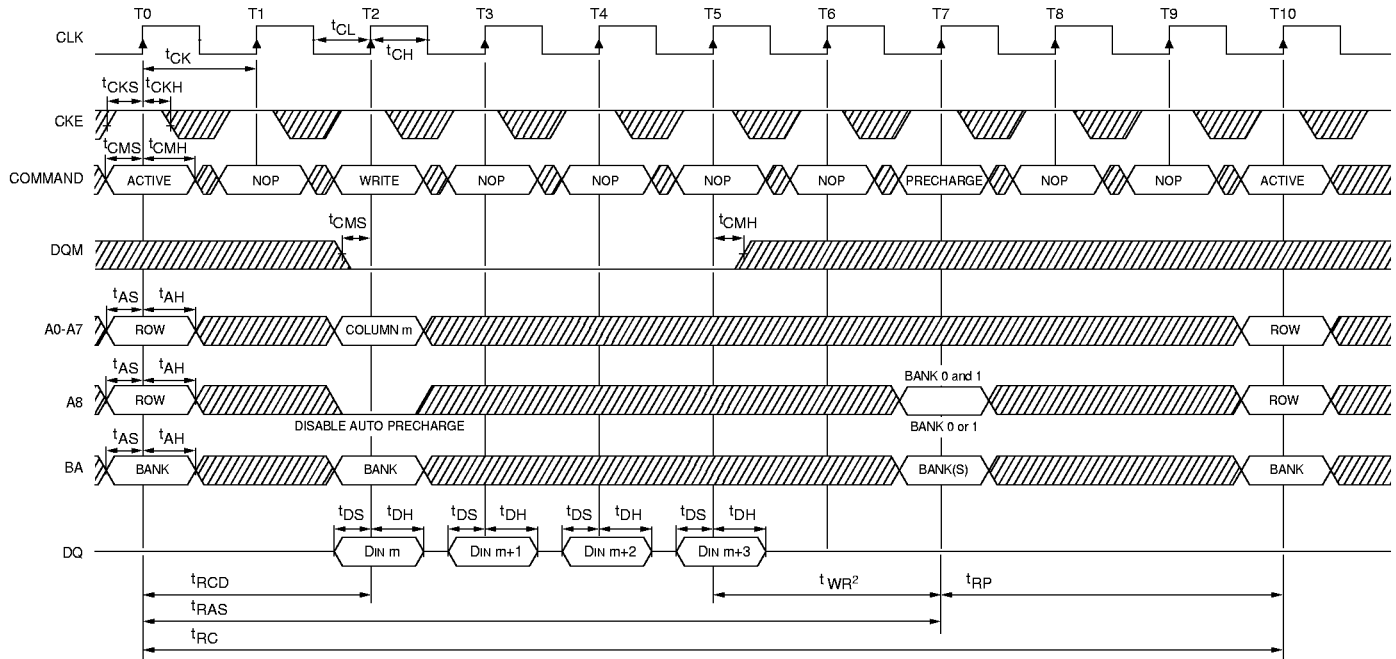 T0 T1 T2 T3 T4 T5 T6 T7 T8 T9 T10
CLK
tCL
tCH
tCK
tCKS tCKH
CKE
tCMS tCMH
COMMAND ACTIVE NOP WRITE NOP NOP NOP NOP PRECHARGE NOP NOP ACTIVE
tCMS tCMH
DQM
tAS tAH
A0-A7 ROW COLUMN m ROW
tAS tAH
BANK 0 and 1
A8 ROW ROW
DISABLE AUTO PRECHARGE BANK 0 or 1
tAS tAH
BA BANK BANK BANK(S) BANK
tDS tDH tDS tDH tDS tDH tDS tDH
DQ DIN m DIN m+1 DIN m+2 DIN m+3
tRCD tWR² tRP
tRAS
tRC